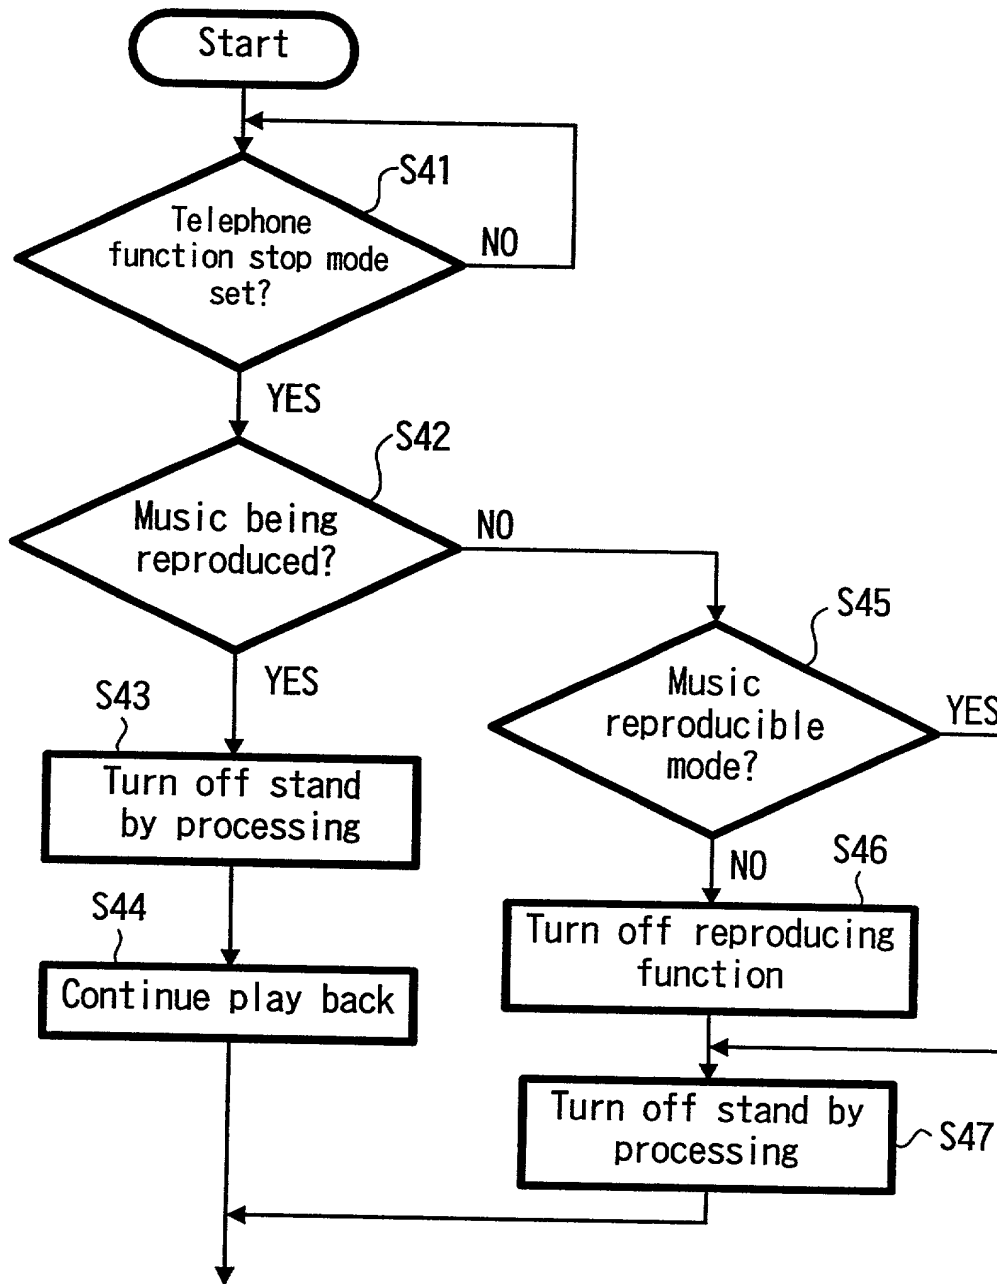 Start
S41
Telephone
function stop mode
set?
NO
YES
S42
Music being
reproduced?
NO
YES
S45
Music
reproducible
mode?
YES
NO
S43
Turn off stand
by processing
S44
Continue play back
S46
Turn off reproducing
function
Turn off stand by
processing
S47